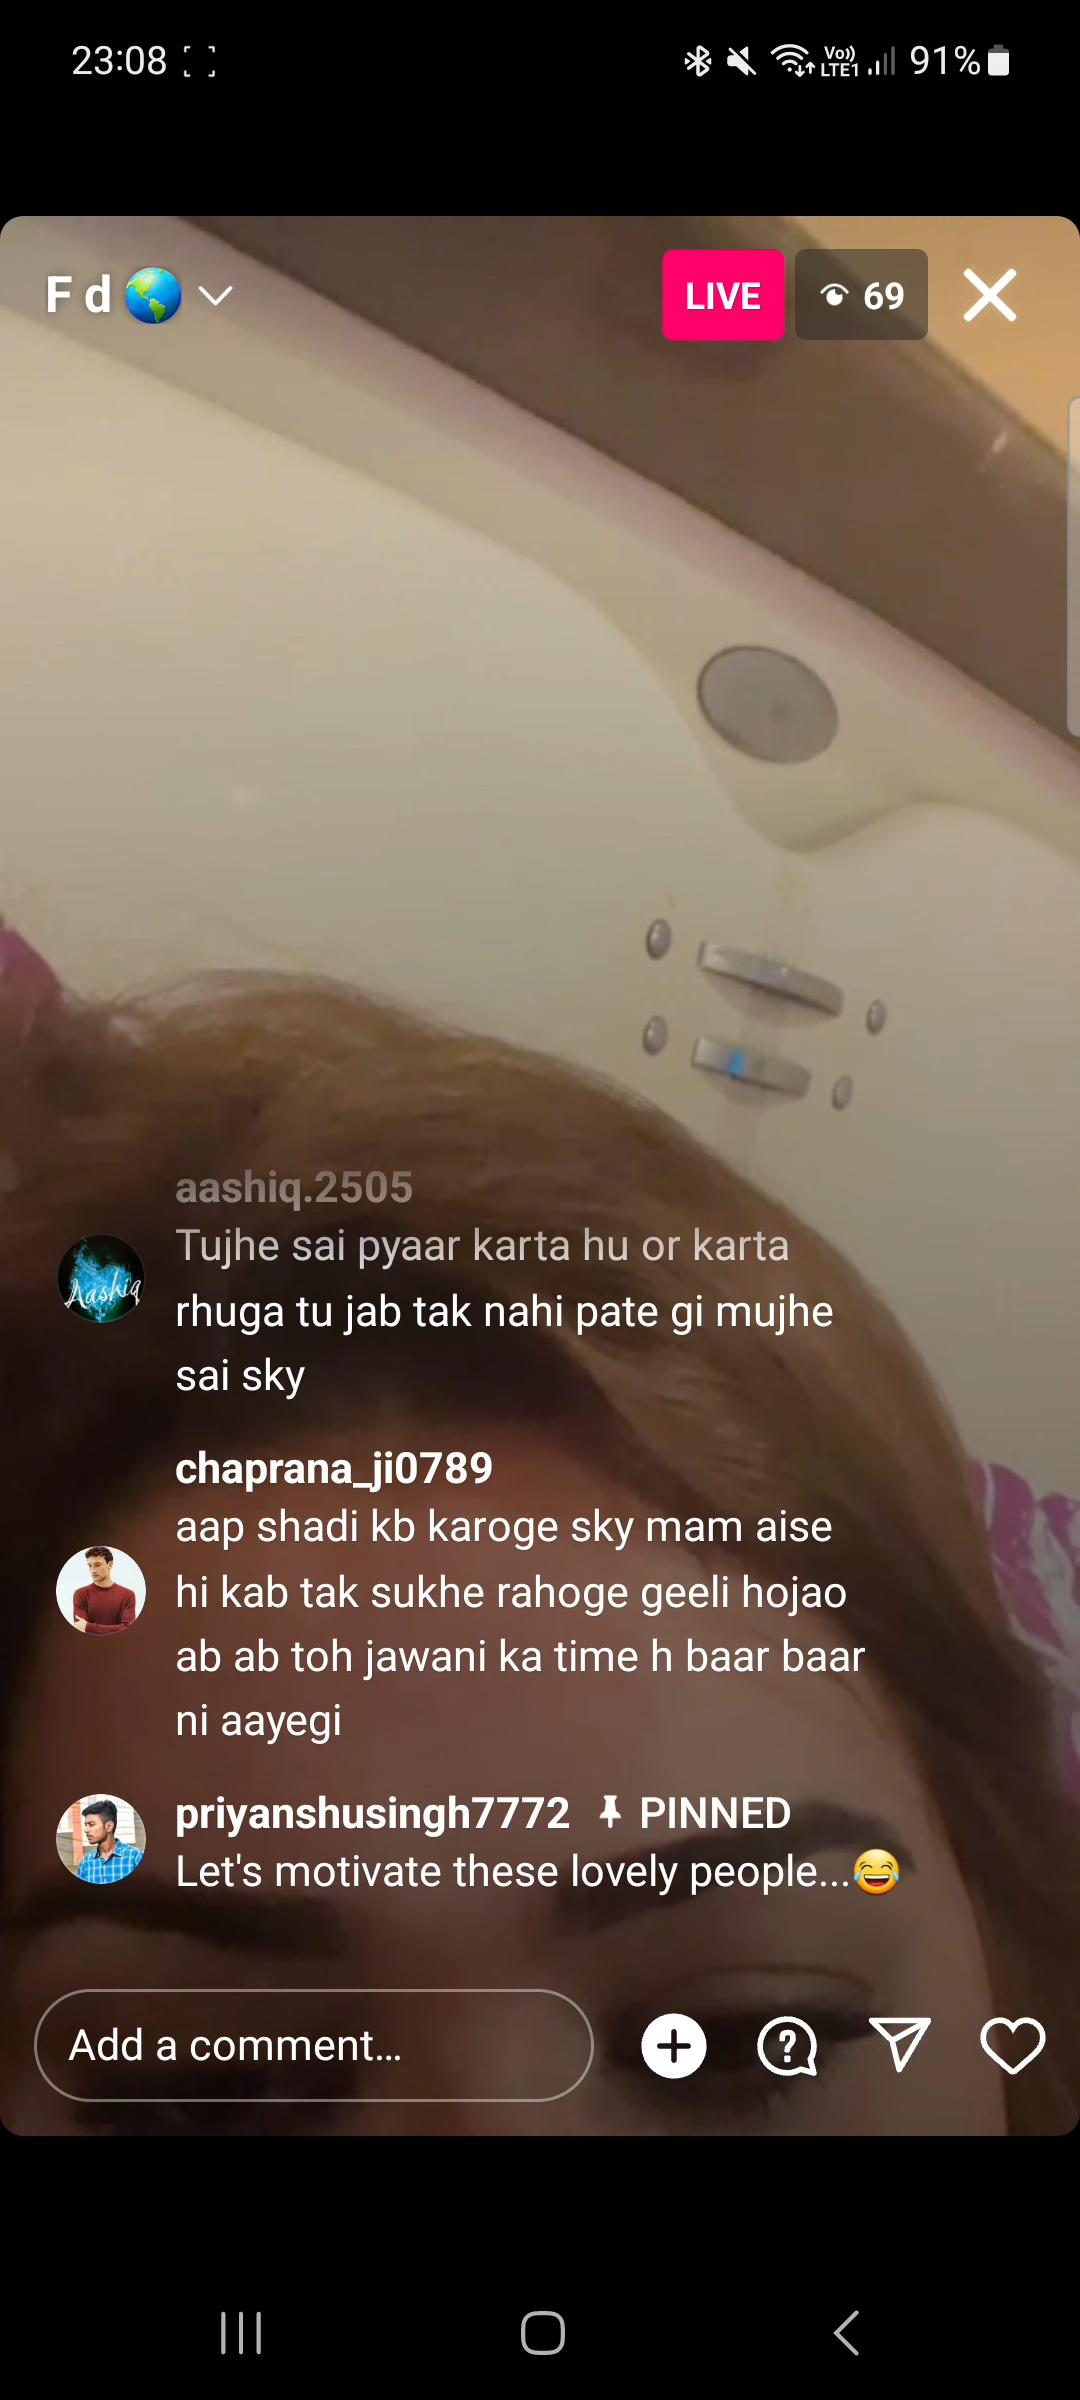 23:08
Vo))
LTE1
91%
F d 🌎
LIVE
69
aashiq.2505
Tujhe sai pyaar karta hu or karta
rhuga tu jab tak nahi pate gi mujhe
sai sky
Aashiq
chaprana_ji0789
aap shadi kb karoge sky mam aise
hi kab tak sukhe rahoge geeli hojao
ab ab toh jawani ka time h baar baar
ni aayegi
priyanshusingh7772 PINNED
Let's motivate these lovely people...😂
Add a comment...